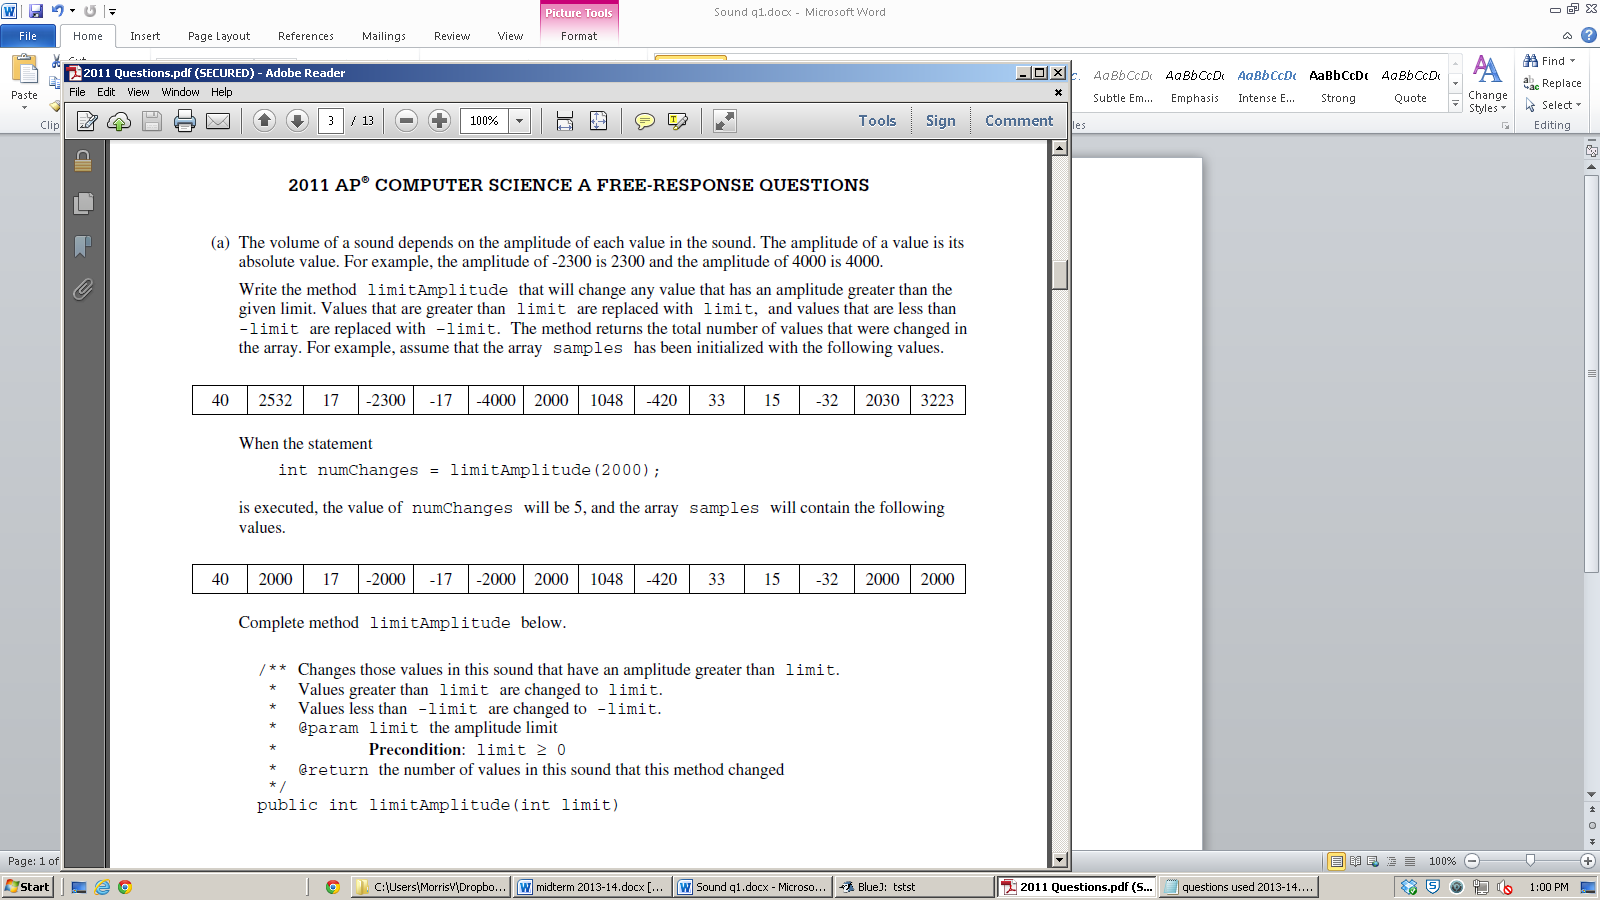 Sound q1.docx - Microsoft Word
Picture Tools
File Home Insert Page Layout References Mailings Review View Format
Paste
Cut
Clip
AaBbCcDc AaBbCcDc AaBbCcDc AaBbCcDc AaBbCcDc
Subtle Em... Emphasis Intense E... Strong Quote
Change
Styles
Find
Replace
Select
Editing
2011 Questions.pdf (SECURED) - Adobe Reader
File Edit View Window Help
3 / 13 100% Tools Sign Comment
2011 AP® COMPUTER SCIENCE A FREE-RESPONSE QUESTIONS
(a) The volume of a sound depends on the amplitude of each value in the sound. The amplitude of a value is its
absolute value. For example, the amplitude of -2300 is 2300 and the amplitude of 4000 is 4000.
Write the method limitAmplitude that will change any value that has an amplitude greater than the
given limit. Values that are greater than limit are replaced with limit, and values that are less than
-limit are replaced with -limit. The method returns the total number of values that were changed in
the array. For example, assume that the array samples has been initialized with the following values.
40 2532 17 -2300 -17 -4000 2000 1048 -420 33 15 -32 2030 3223
When the statement
int numChanges = limitAmplitude(2000);
is executed, the value of numChanges will be 5, and the array samples will contain the following
values.
40 2000 17 -2000 -17 -2000 2000 1048 -420 33 15 -32 2000 2000
Complete method limitAmplitude below.
/** Changes those values in this sound that have an amplitude greater than limit.
* Values greater than limit are changed to limit.
* Values less than -limit are changed to -limit.
* @param limit the amplitude limit
* Precondition: limit ≥ 0
* @return the number of values in this sound that this method changed
*/
public int limitAmplitude(int limit)
Page: 1 of
100%
Start C:\Users\MorrisV\Dropbo... midterm 2013-14.docx [... Sound q1.docx - Microso... BlueJ: tstst 2011 Questions.pdf (S... questions used 2013-14.... 1:00 PM